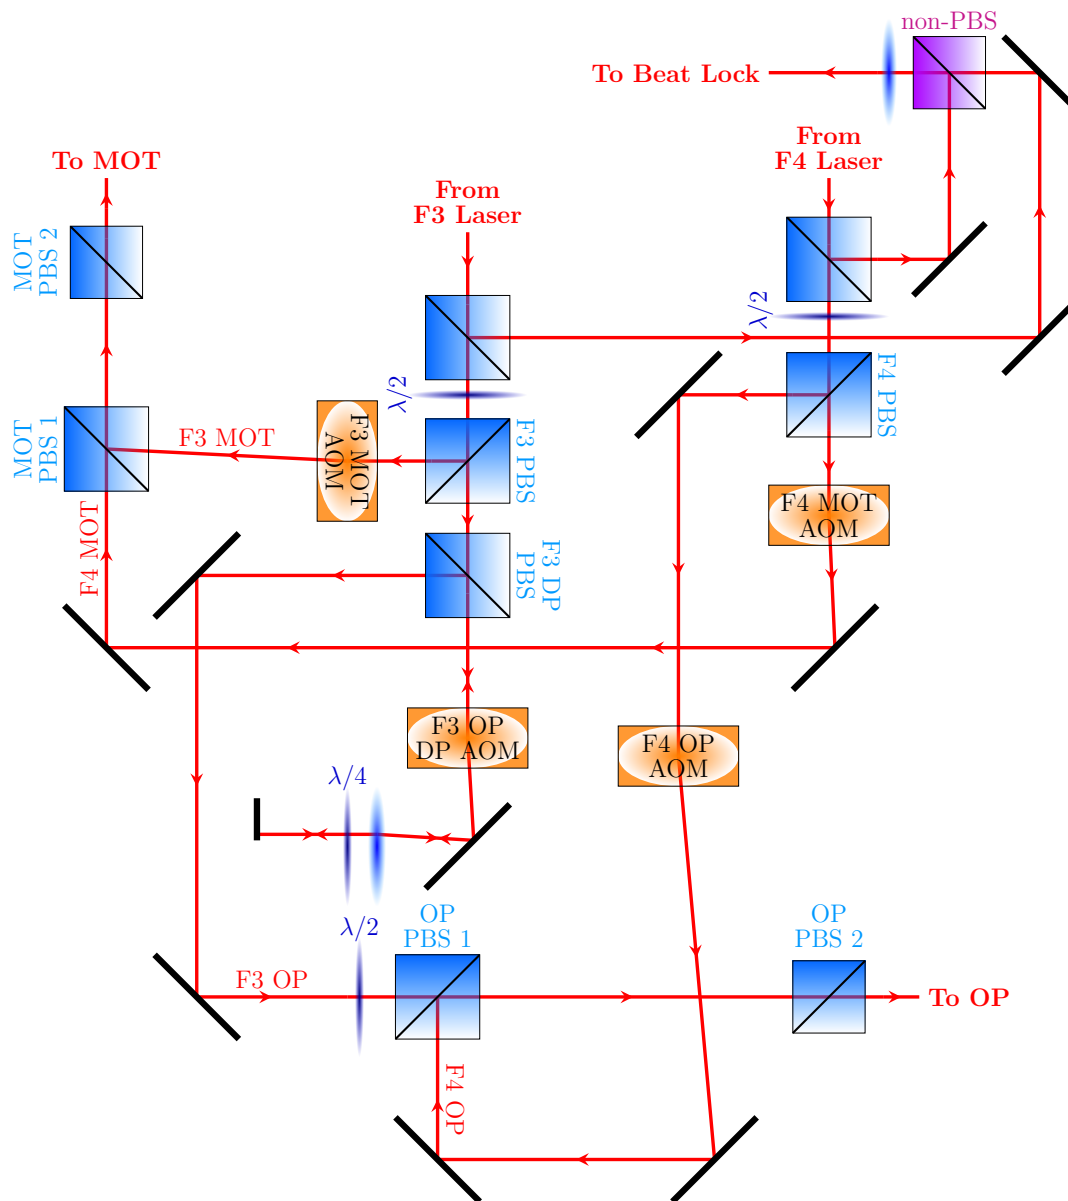 non-PBS
To Beat Lock
From
F4 Laser
To MOT
From
F3 Laser
MOT
PBS 2
λ/2
λ/2
F4 PBS
MOT
PBS 1
F3 MOT
F3 MOT
AOM
F3 PBS
F4 MOT
AOM
F4 MOT
F3 DP
PBS
F3 OP
DP AOM
F4 OP
AOM
λ/4
λ/2
OP
PBS 1
OP
PBS 2
F3 OP
To OP
F4 OP